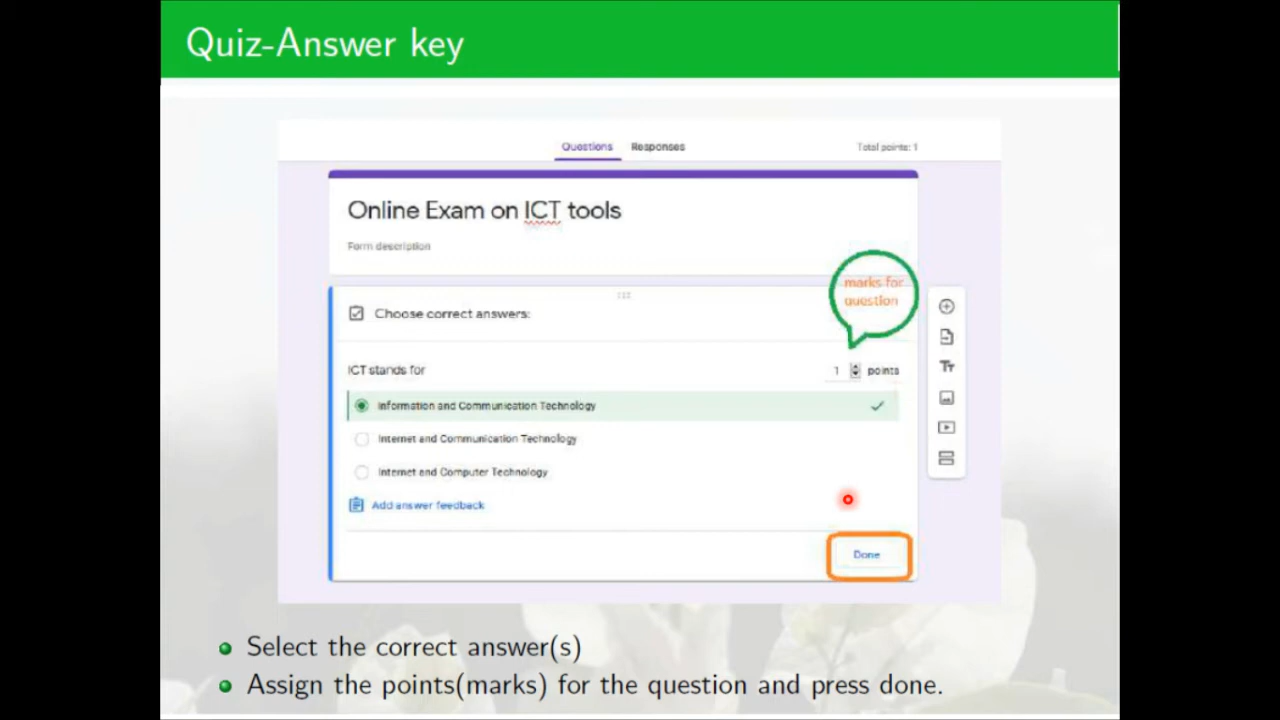 Quiz-Answer key
Questions Responses Total points: 1
Online Exam on ICT tools
Form description
marks for
question
Choose correct answers:
ICT stands for 1 points
Information and Communication Technology
Internet and Communication Technology
Internet and Computer Technology
Add answer feedback
Done
Select the correct answer(s)
Assign the points(marks) for the question and press done.